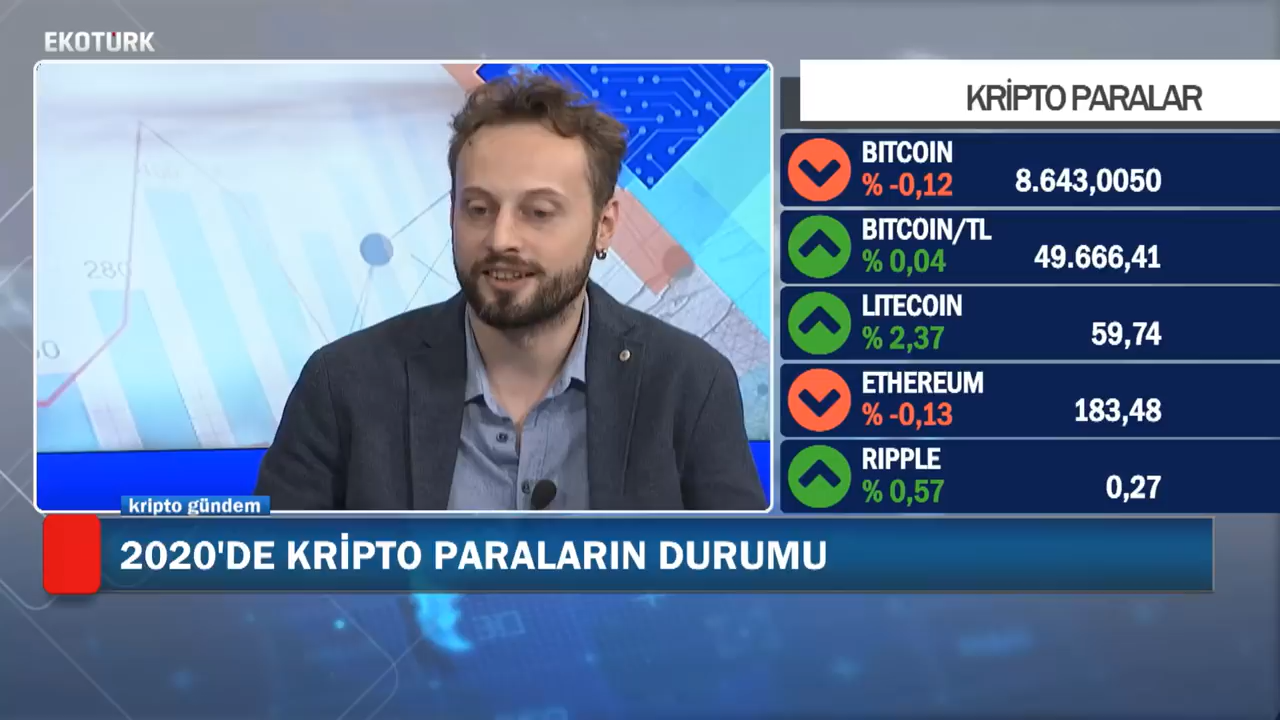 EKOTÜRK
KRİPTO PARALAR
BITCOIN
% -0,12 8.643,0050
BITCOIN/TL
% 0,04 49.666,41
LITECOIN
% 2,37 59,74
ETHEREUM
% -0,13 183,48
RIPPLE
% 0,57 0,27
280
kripto gündem
2020'DE KRİPTO PARALARIN DURUMU